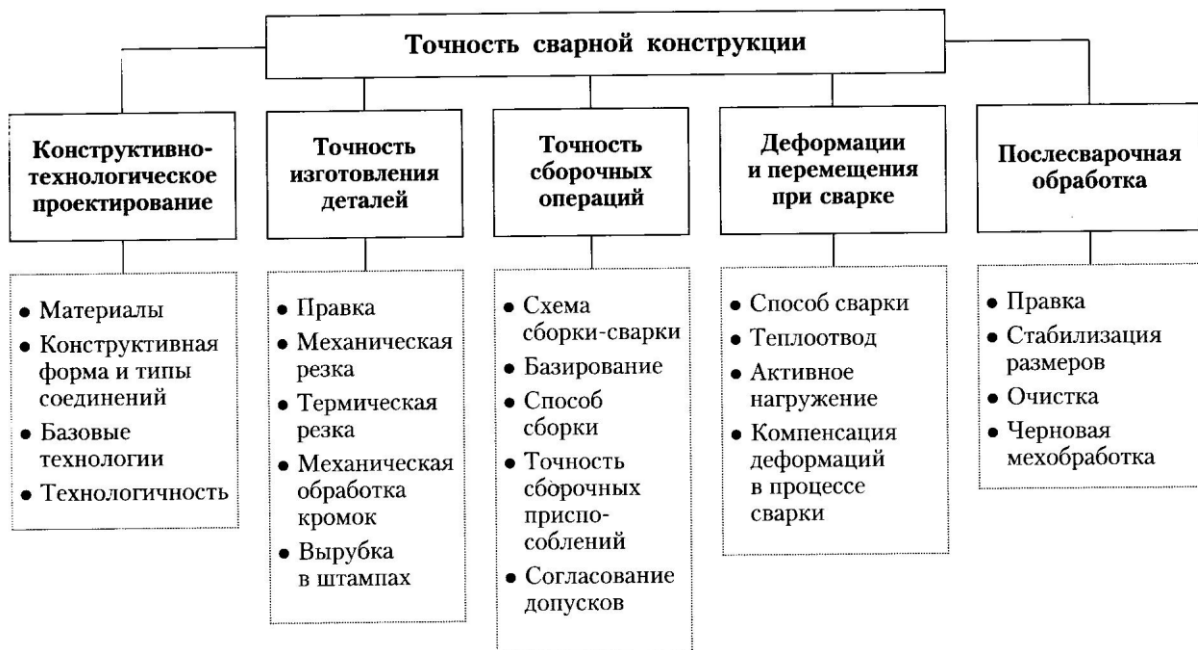 Точность сварной конструкции
Конструктивно-
технологическое
проектирование
Точность
изготовления
деталей
Точность
сборочных
операций
Деформации
и перемещения
при сварке
Послесварочная
обработка
• Материалы
• Конструктивная
форма и типы
соединений
• Базовые
технологии
• Технологичность
• Правка
• Механическая
резка
• Термическая
резка
• Механическая
обработка
кромок
• Вырубка
в штампах
• Схема
сборки-сварки
• Базирование
• Способ
сборки
• Точность
сборочных
приспо-
соблений
• Согласование
допусков
• Способ сварки
• Теплоотвод
• Активное
нагружение
• Компенсация
деформаций
в процессе
сварки
• Правка
• Стабилизация
размеров
• Очистка
• Черновая
мехобработка